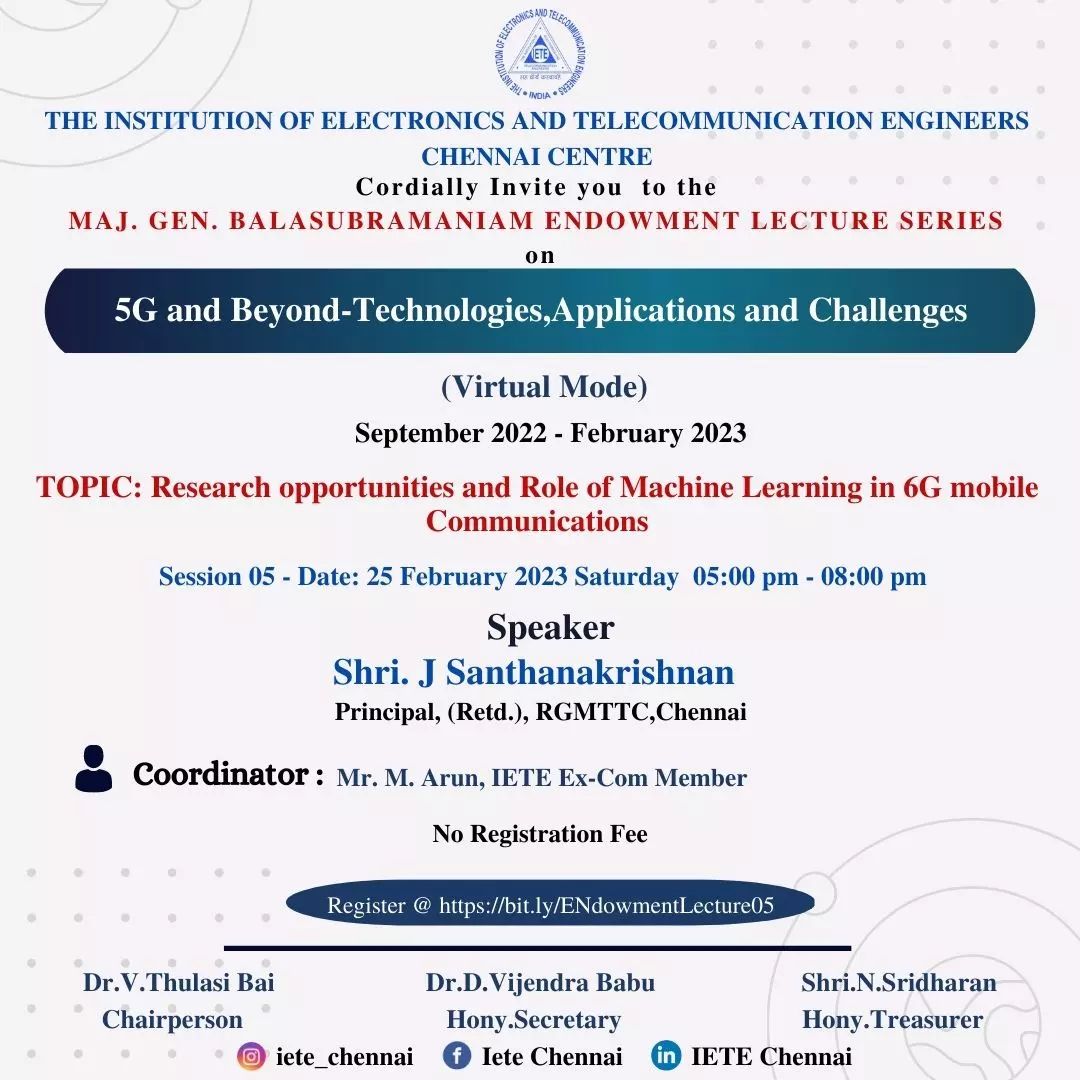 THE INSTITUTION OF ELECTRONICS AND TELECOMMUNICATION ENGINEERS
• INDIA •
IETE
THE INSTITUTION OF ELECTRONICS AND TELECOMMUNICATION ENGINEERS
CHENNAI CENTRE
Cordially Invite you to the
MAJ. GEN. BALASUBRAMANIAM ENDOWMENT LECTURE SERIES
on
5G and Beyond-Technologies,Applications and Challenges
(Virtual Mode)
September 2022 - February 2023
TOPIC: Research opportunities and Role of Machine Learning in 6G mobile
Communications
Session 05 - Date: 25 February 2023 Saturday 05:00 pm - 08:00 pm
Speaker
Shri. J Santhanakrishnan
Principal, (Retd.), RGMTTC,Chennai
Coordinator : Mr. M. Arun, IETE Ex-Com Member
No Registration Fee
Register @ https://bit.ly/ENdowmentLecture05
Dr.V.Thulasi Bai Dr.D.Vijendra Babu Shri.N.Sridharan
Chairperson Hony.Secretary Hony.Treasurer
iete_chennai Iete Chennai IETE Chennai